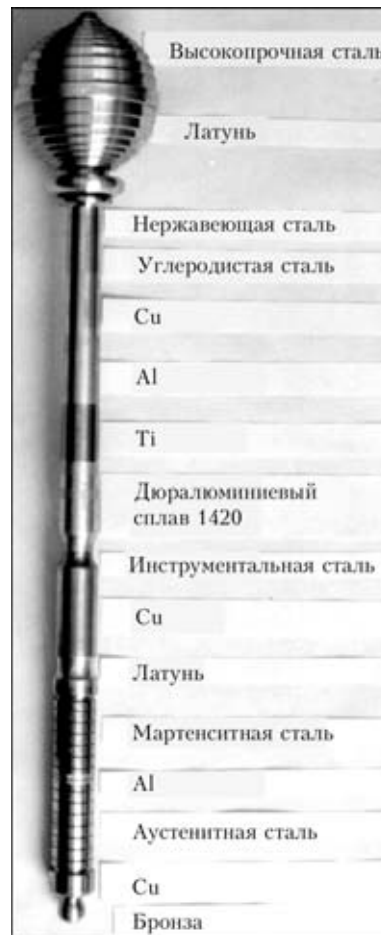 Высокопрочная сталь
Латунь
Нержавеющая сталь
Углеродистая сталь
Cu
Al
Ti
Дюралюминиевый
сплав 1420
Инструментальная сталь
Cu
Латунь
Мартенситная сталь
Al
Аустенитная сталь
Cu
Бронза